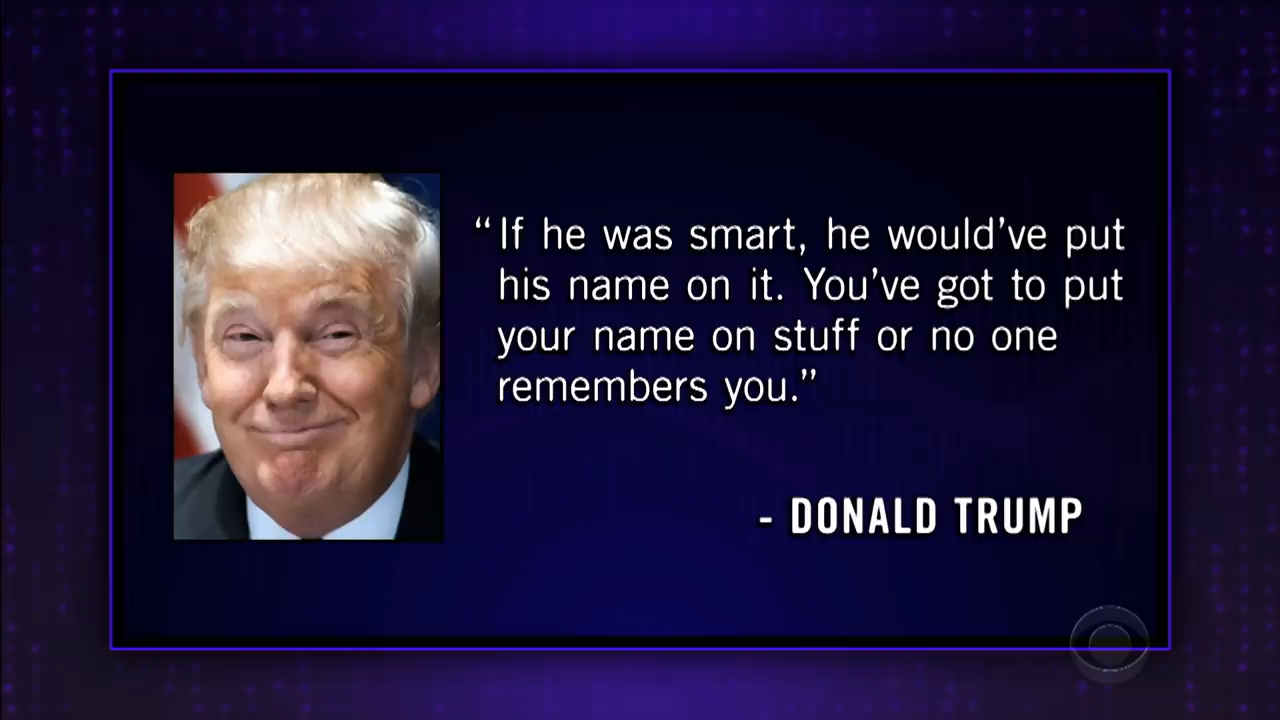 “If he was smart, he would’ve put
his name on it. You’ve got to put
your name on stuff or no one
remembers you.”
- DONALD TRUMP